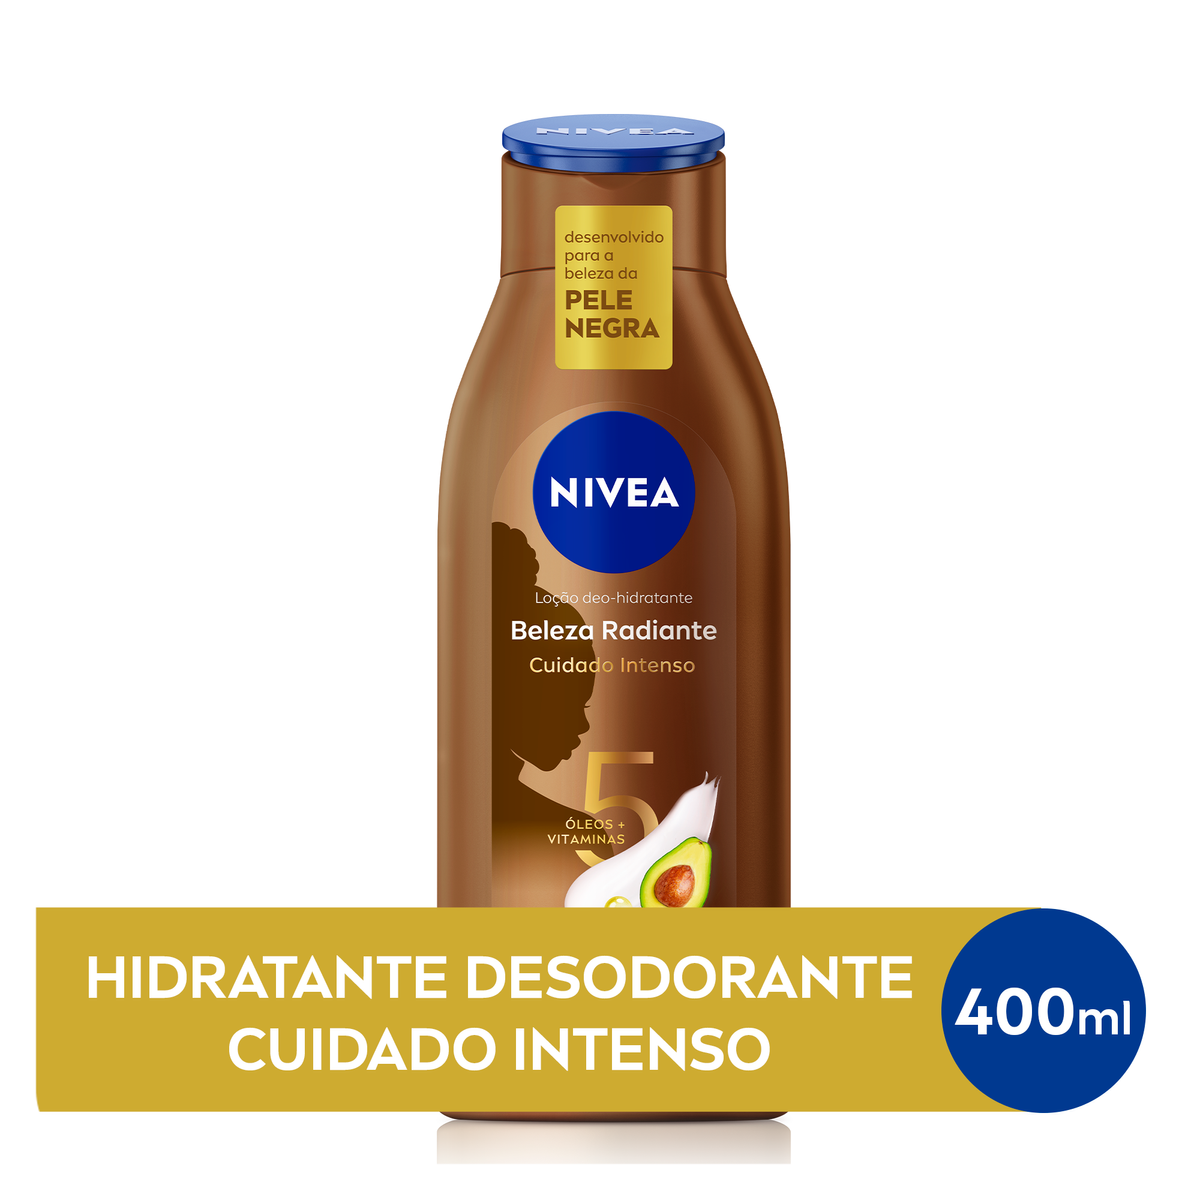 NIVEA
desenvolvido
para a
beleza da
PELE
NEGRA
NIVEA
Loção deo-hidratante
Beleza Radiante
Cuidado Intenso
5
ÓLEOS +
VITAMINAS
HIDRATANTE DESODORANTE
CUIDADO INTENSO
400ml